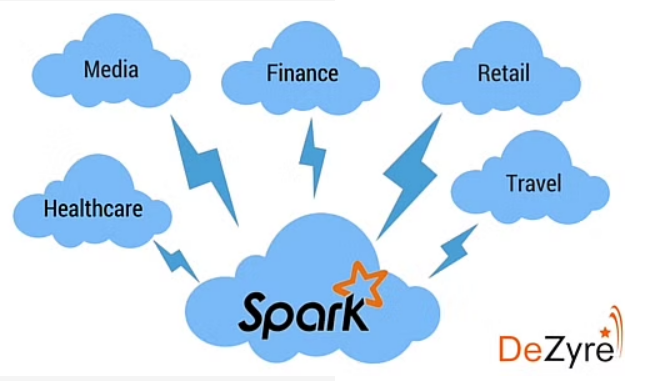 Media
Finance
Retail
Healthcare
Travel
Spark
DeZyre